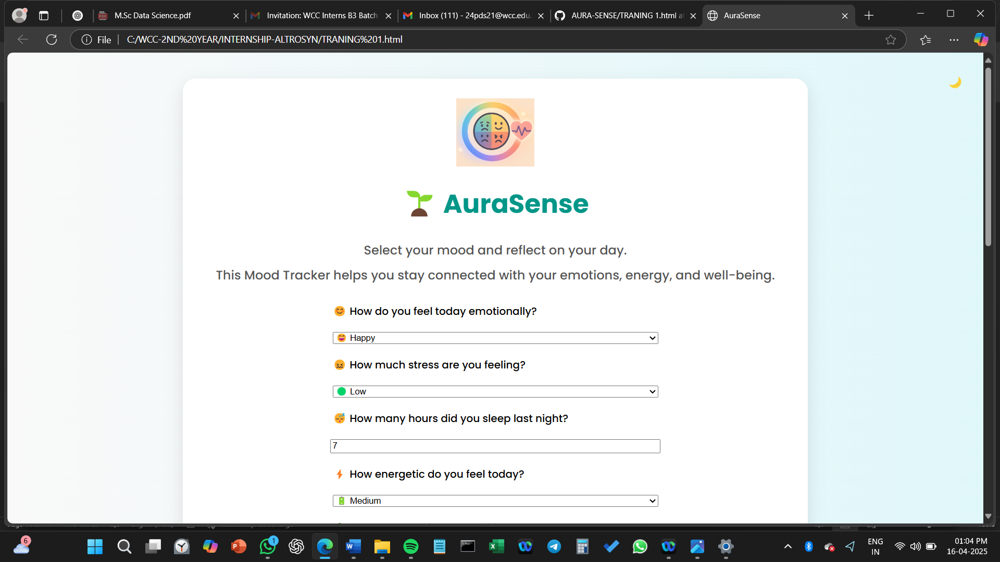 M.Sc Data Science.pdf
Invitation: WCC Interns B3 Batch
Inbox (111) - 24pds21@wcc.edu.
AURA-SENSE/TRANING 1.html at
AuraSense
File
C:/WCC-2ND%20YEAR/INTERNSHIP-ALTROSYN/TRANING%201.html
🌱 AuraSense
Select your mood and reflect on your day.
This Mood Tracker helps you stay connected with your emotions, energy, and well-being.
😊 How do you feel today emotionally?
😄 Happy
😖 How much stress are you feeling?
🟢 Low
😴 How many hours did you sleep last night?
7
⚡ How energetic do you feel today?
🔋 Medium
6
1
ENG
IN
01:04 PM
16-04-2025